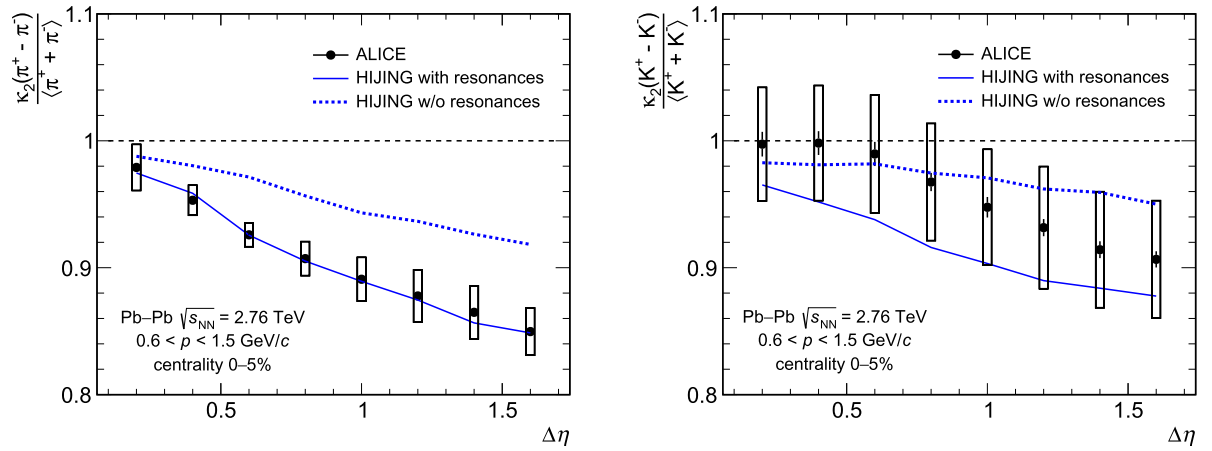 κ₂(π⁺ - π⁻)
⟨π⁺ + π⁻⟩
1.1
1
0.9
0.8
ALICE
HIJING with resonances
HIJING w/o resonances
Pb–Pb √s_NN = 2.76 TeV
0.6 < p < 1.5 GeV/c
centrality 0–5%
0.5
1
1.5
Δη
κ₂(K⁺ - K⁻)
⟨K⁺ + K⁻⟩
1.1
1
0.9
0.8
ALICE
HIJING with resonances
HIJING w/o resonances
Pb–Pb √s_NN = 2.76 TeV
0.6 < p < 1.5 GeV/c
centrality 0–5%
0.5
1
1.5
Δη